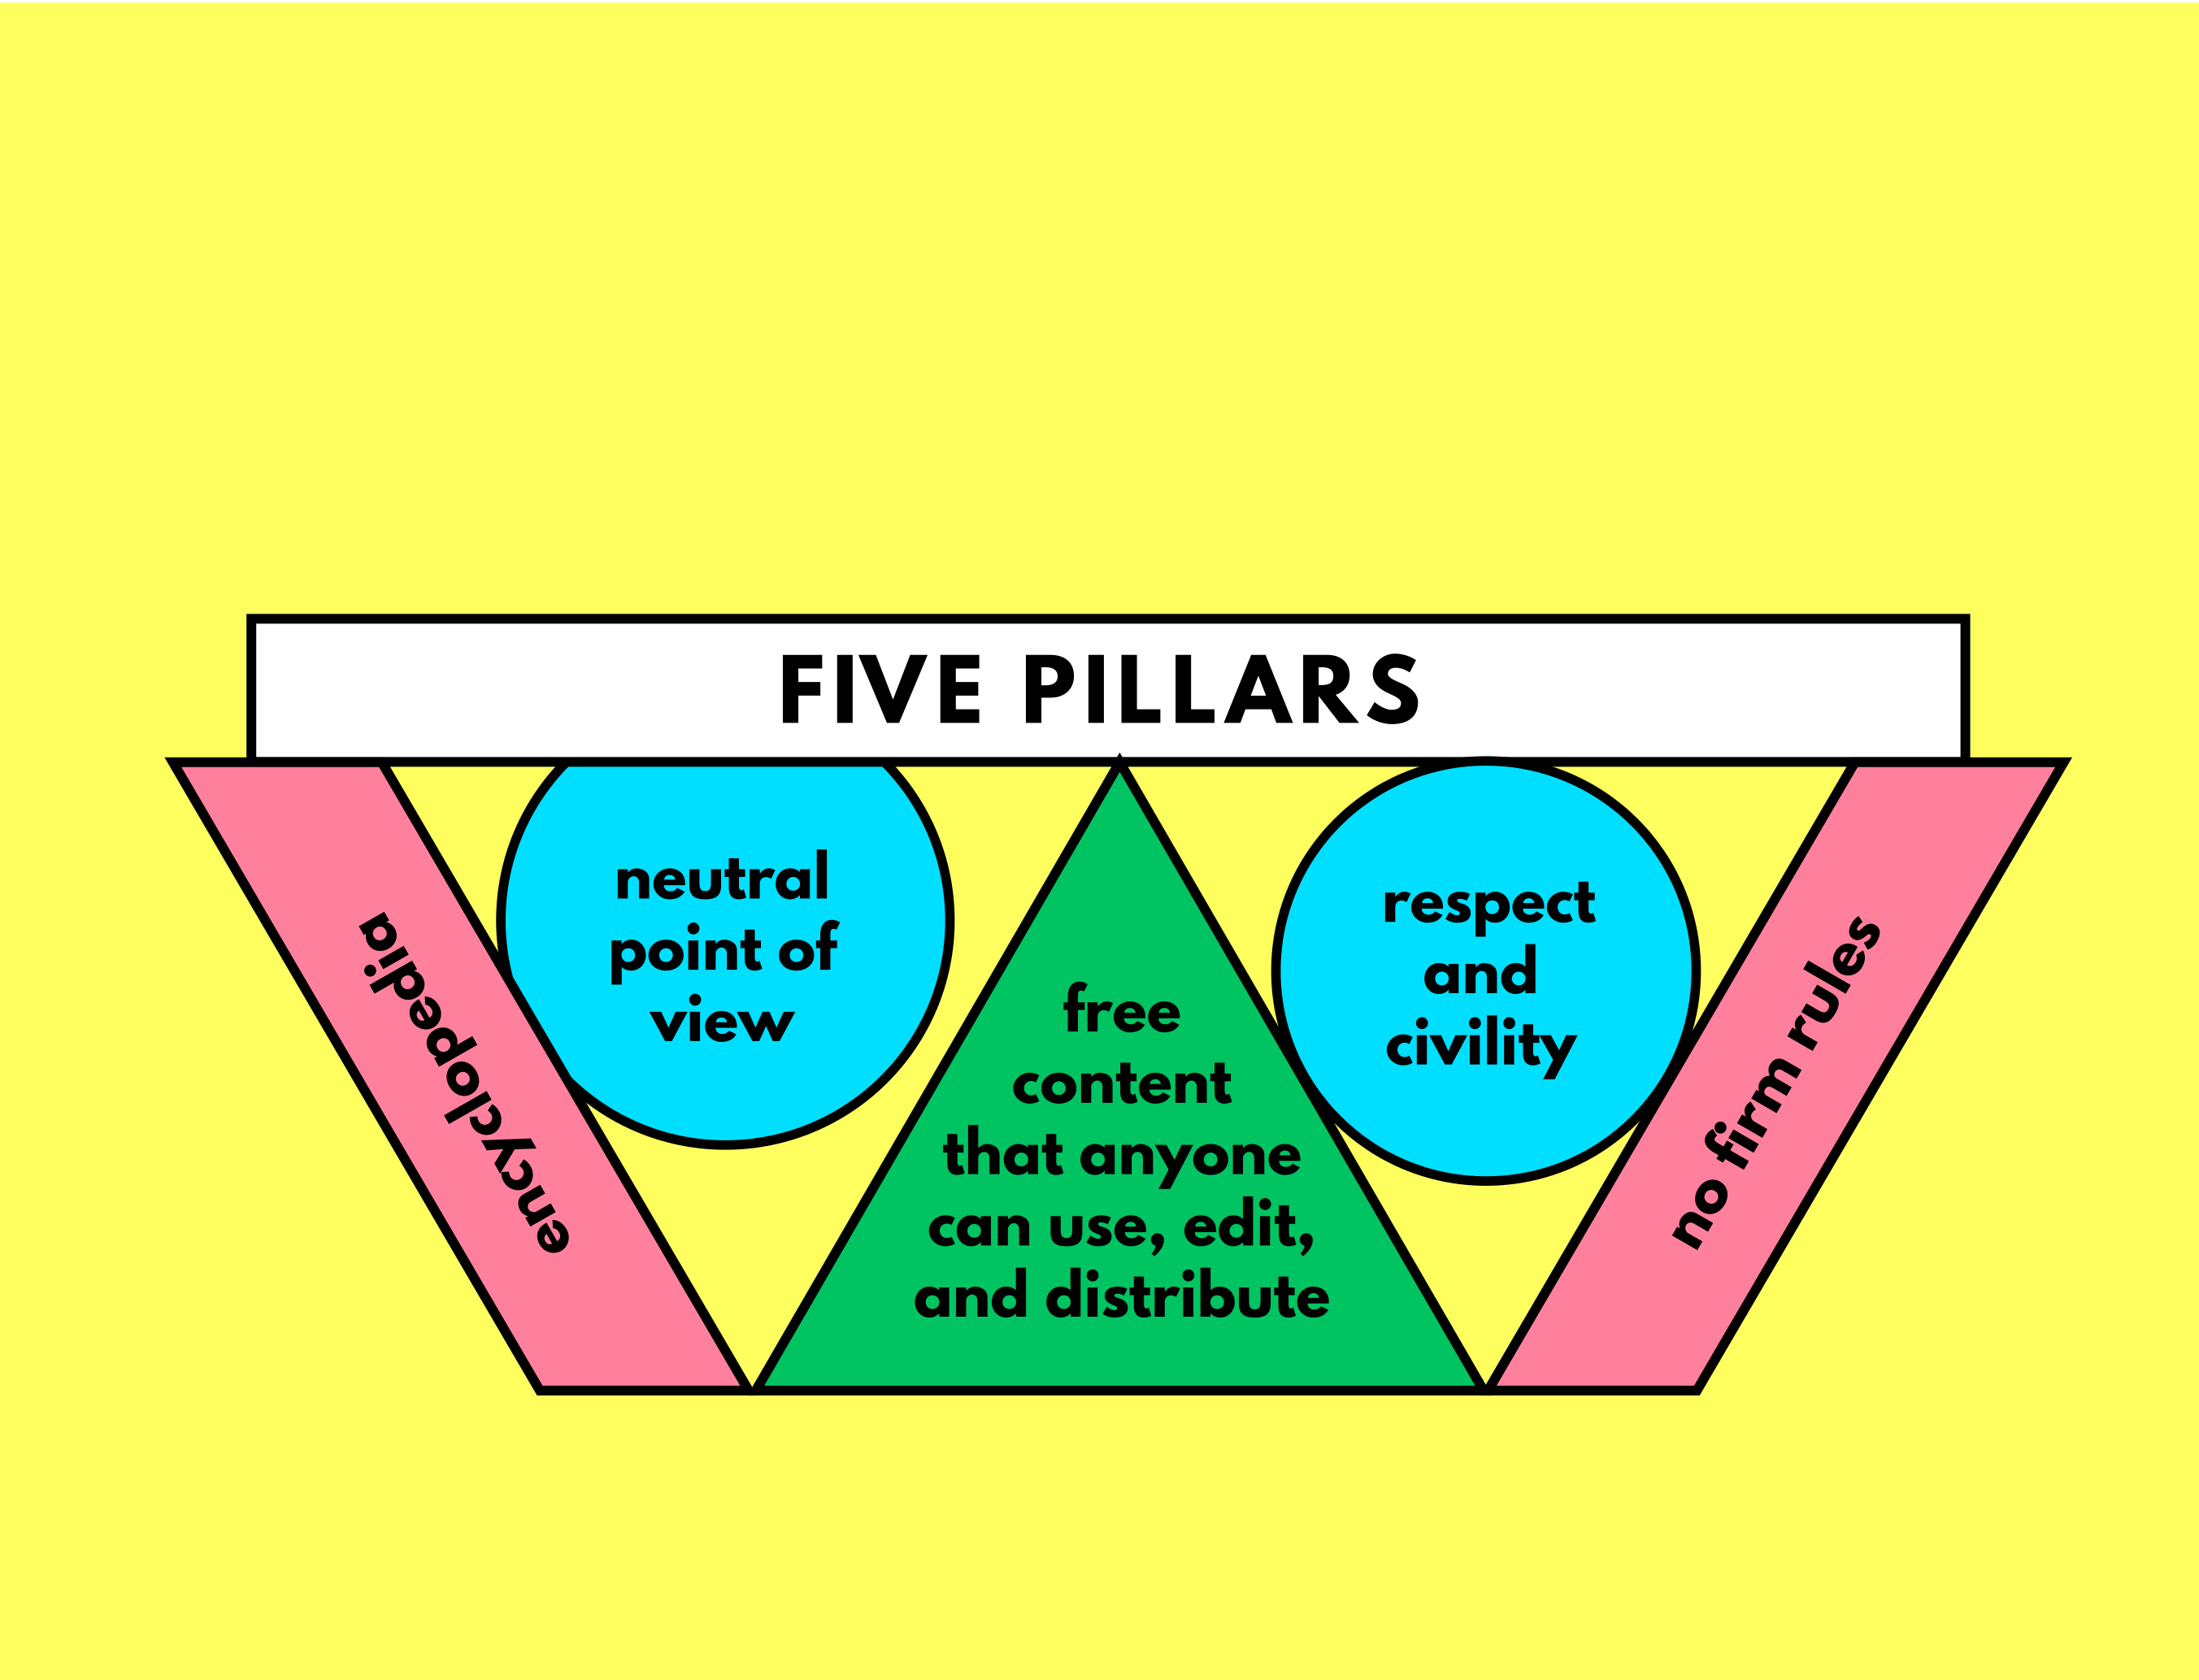 FIVE PILLARS
encyclopedia
neutral
point of
view
free
content
that anyone
can use, edit,
and distribute
respect
and
civility
no firm rules